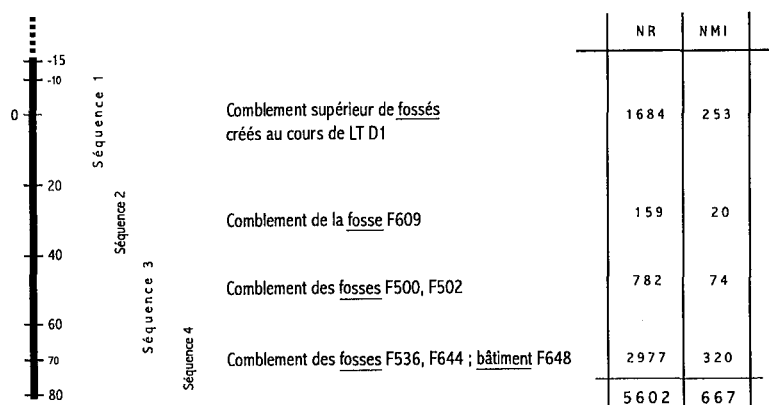 NR NMI
-15
-10
0
20
40
60
70
80
Séquence 1
Séquence 2
Séquence 3
Séquence 4
Comblement supérieur de fossés
créés au cours de LT D1
1684 253
Comblement de la fosse F609
159 20
Comblement des fosses F500, F502
782 74
Comblement des fosses F536, F644 ; bâtiment F648
2977 320
5602 667